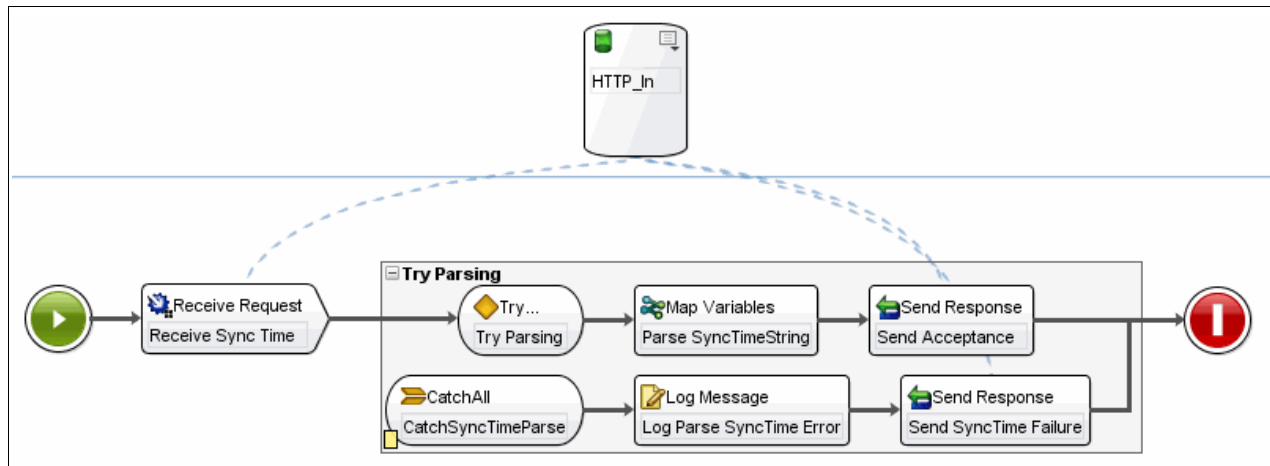 HTTP_In
Try Parsing
Receive Request
Receive Sync Time
Try...
Try Parsing
Map Variables
Parse SyncTimeString
Send Response
Send Acceptance
CatchAll
CatchSyncTimeParse
Log Message
Log Parse SyncTime Error
Send Response
Send SyncTime Failure